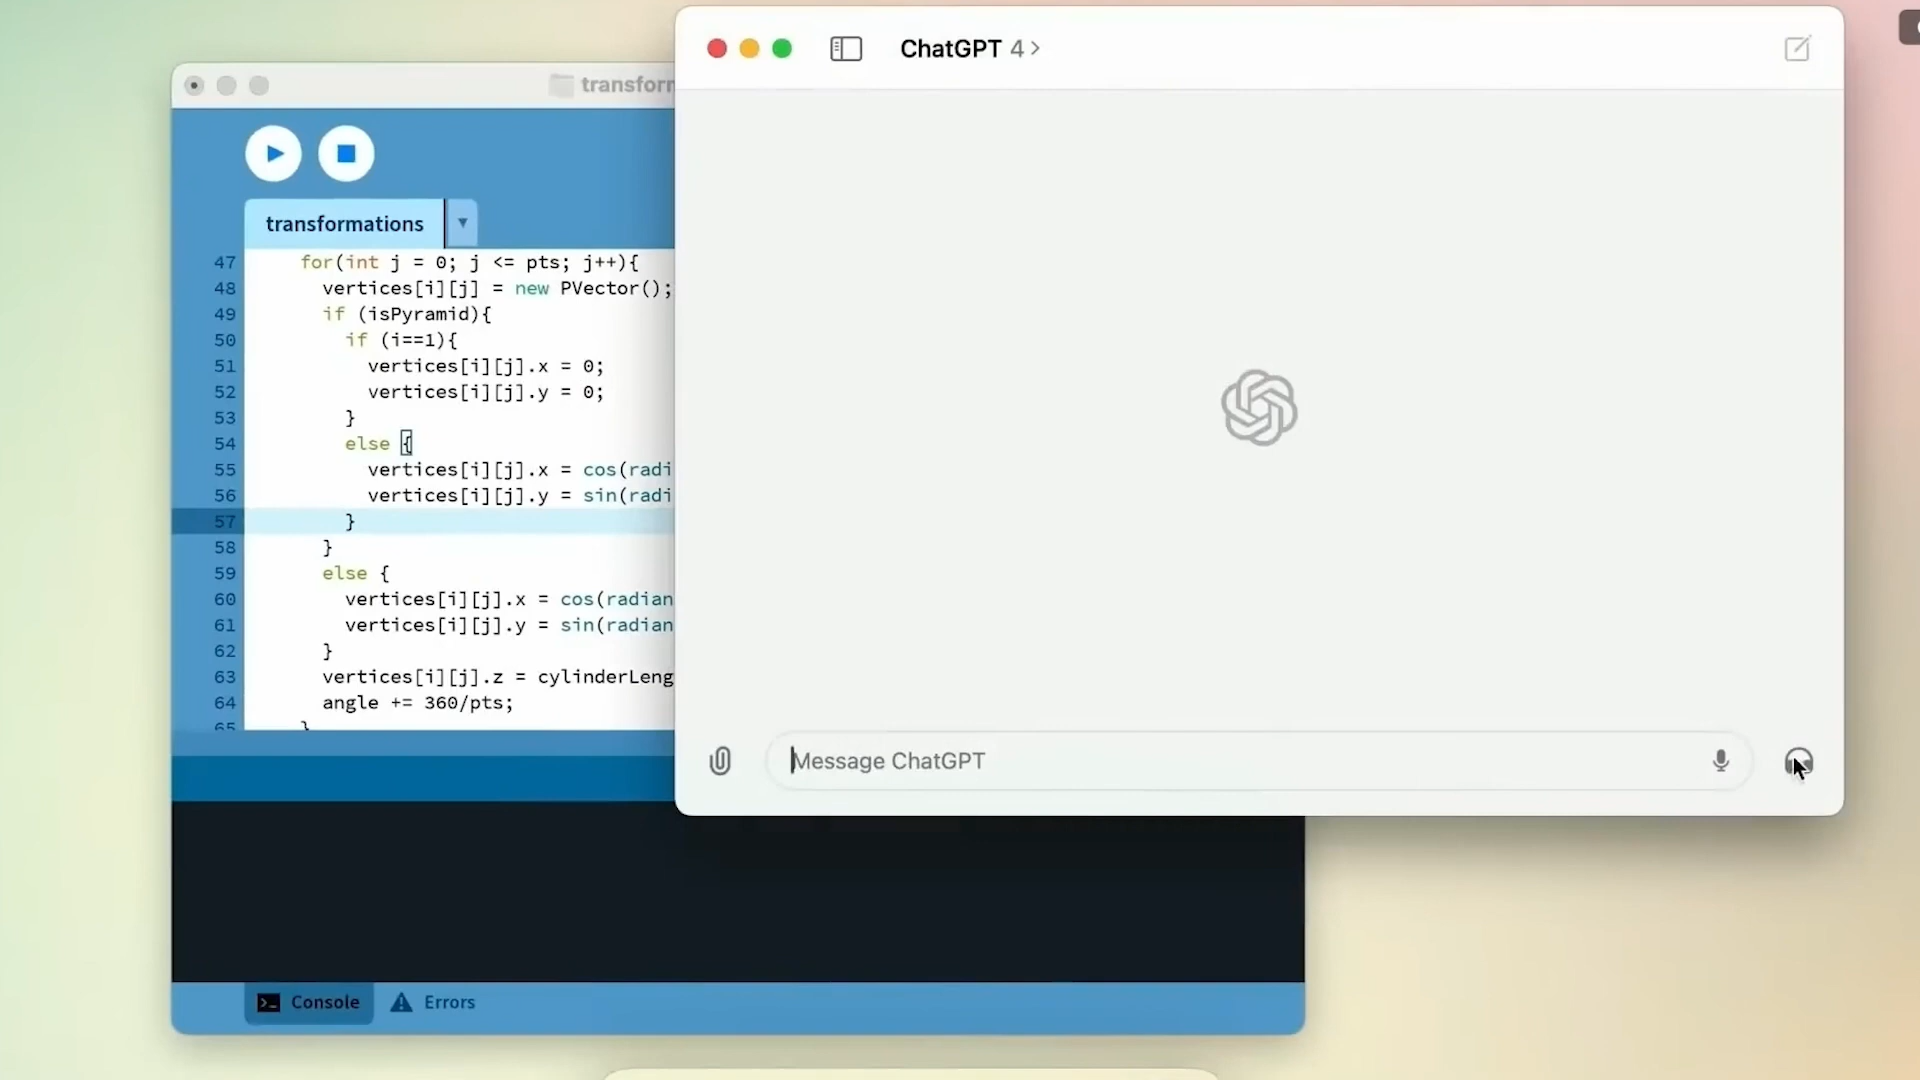 ChatGPT 4 >
transform
transformations
47 for(int j = 0; j <= pts; j++){
48 vertices[i][j] = new PVector();
49 if (isPyramid){
50 if (i==1){
51 vertices[i][j].x = 0;
52 vertices[i][j].y = 0;
53 }
54 else {
55 vertices[i][j].x = cos(radi
56 vertices[i][j].y = sin(radi
57 }
58 }
59 else {
60 vertices[i][j].x = cos(radian
61 vertices[i][j].y = sin(radian
62 }
63 vertices[i][j].z = cylinderLeng
64 angle += 360/pts;
65 }
Message ChatGPT
Console
Errors